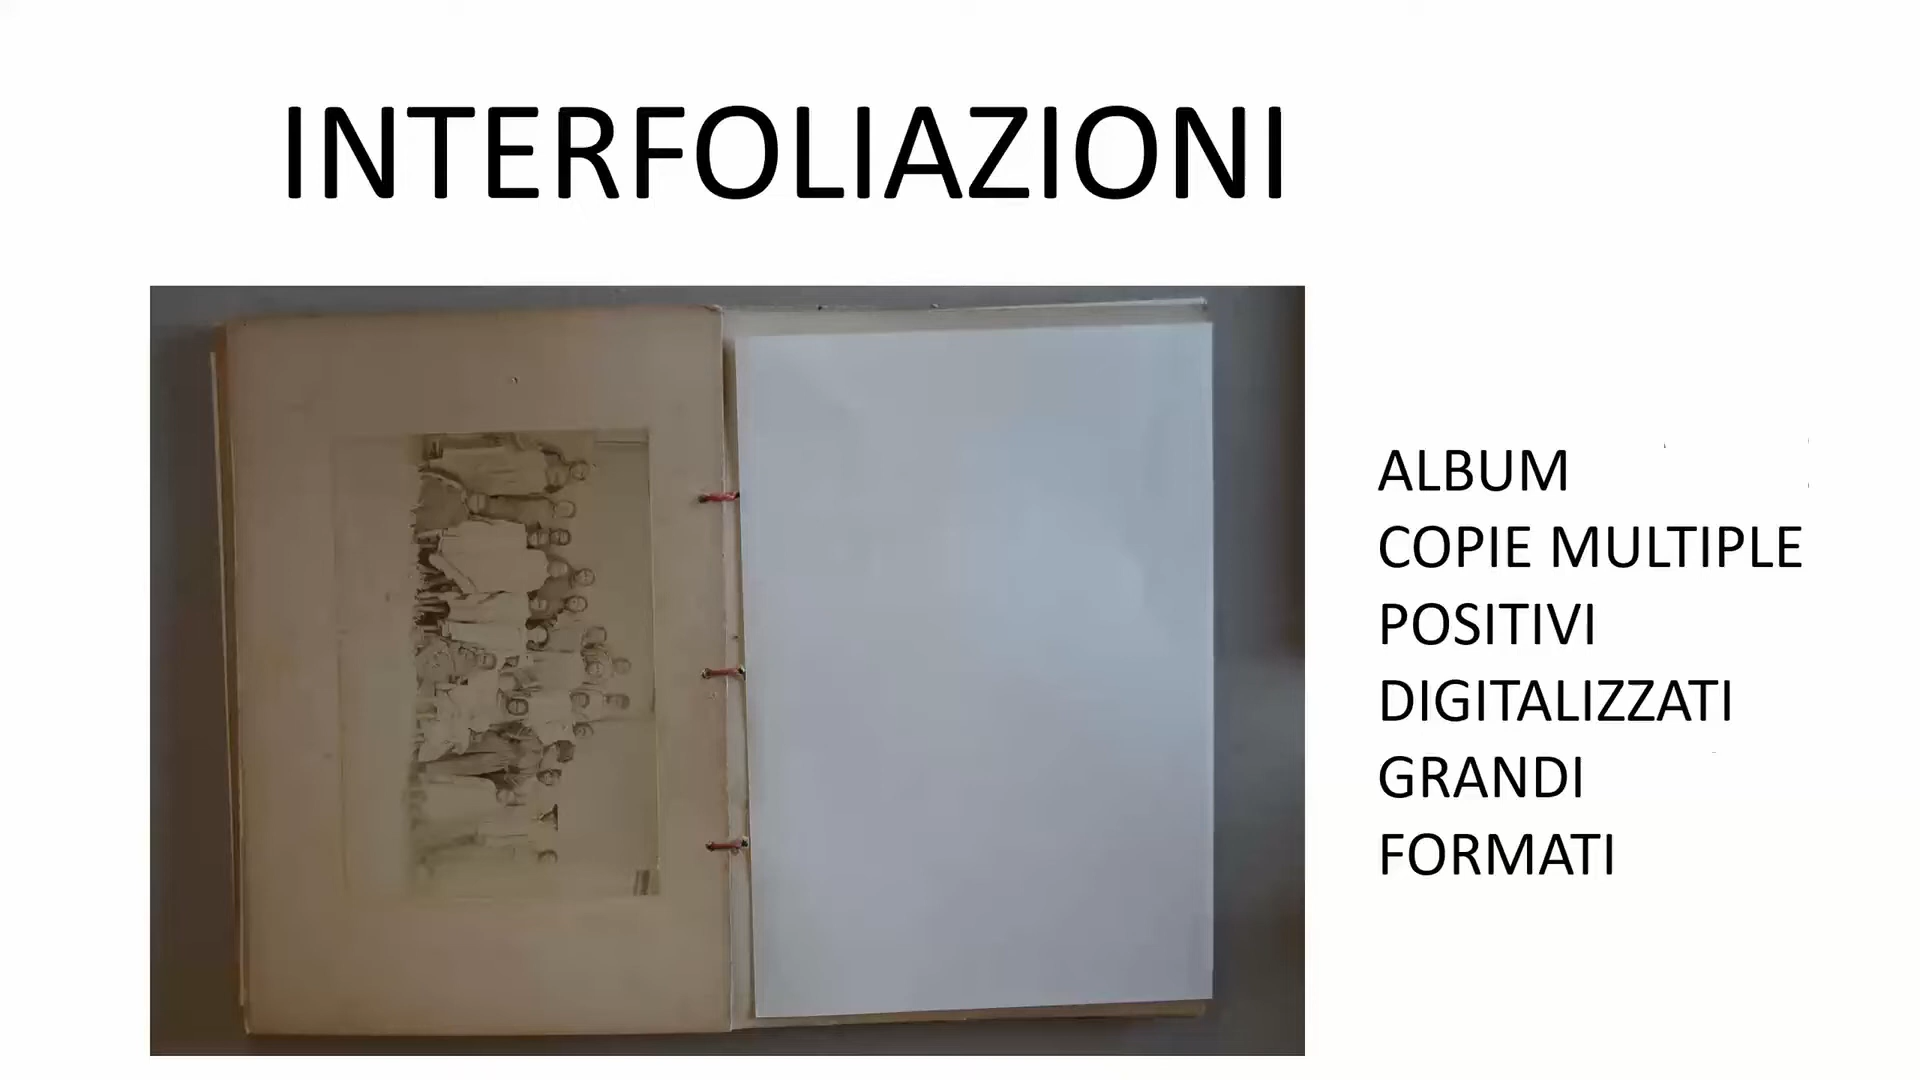 INTERFOLIAZIONI
ALBUM
COPIE MULTIPLE
POSITIVI
DIGITALIZZATI
GRANDI
FORMATI